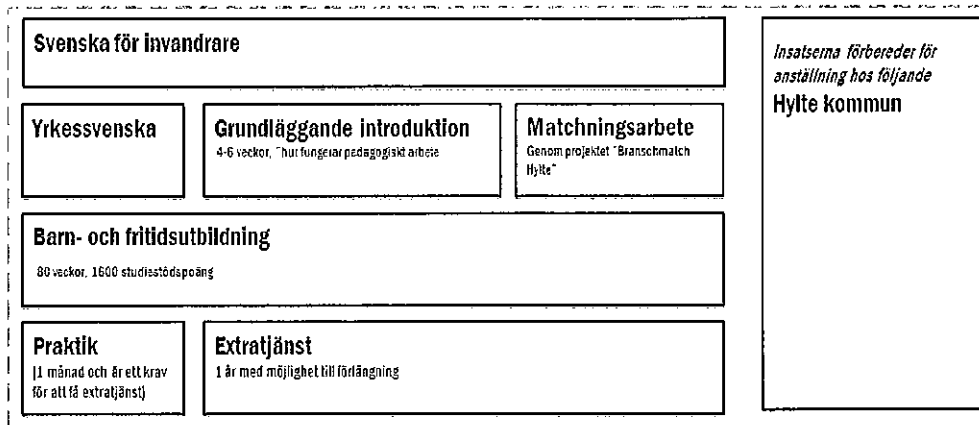 Svenska för invandrare
Yrkessvenska
Grundläggande introduktion
4-6 veckor, "hur fungerar pedagogiskt arbete
Matchningsarbete
Genom projektet "Branschmatch
Hylte"
Barn- och fritidsutbildning
80 veckor, 1600 studiestödspoäng
Praktik
(1 månad och är ett krav
för att få extratjänst)
Extratjänst
1 år med möjlighet till förlängning
Insatserna förbereder för
anställning hos följande
Hylte kommun